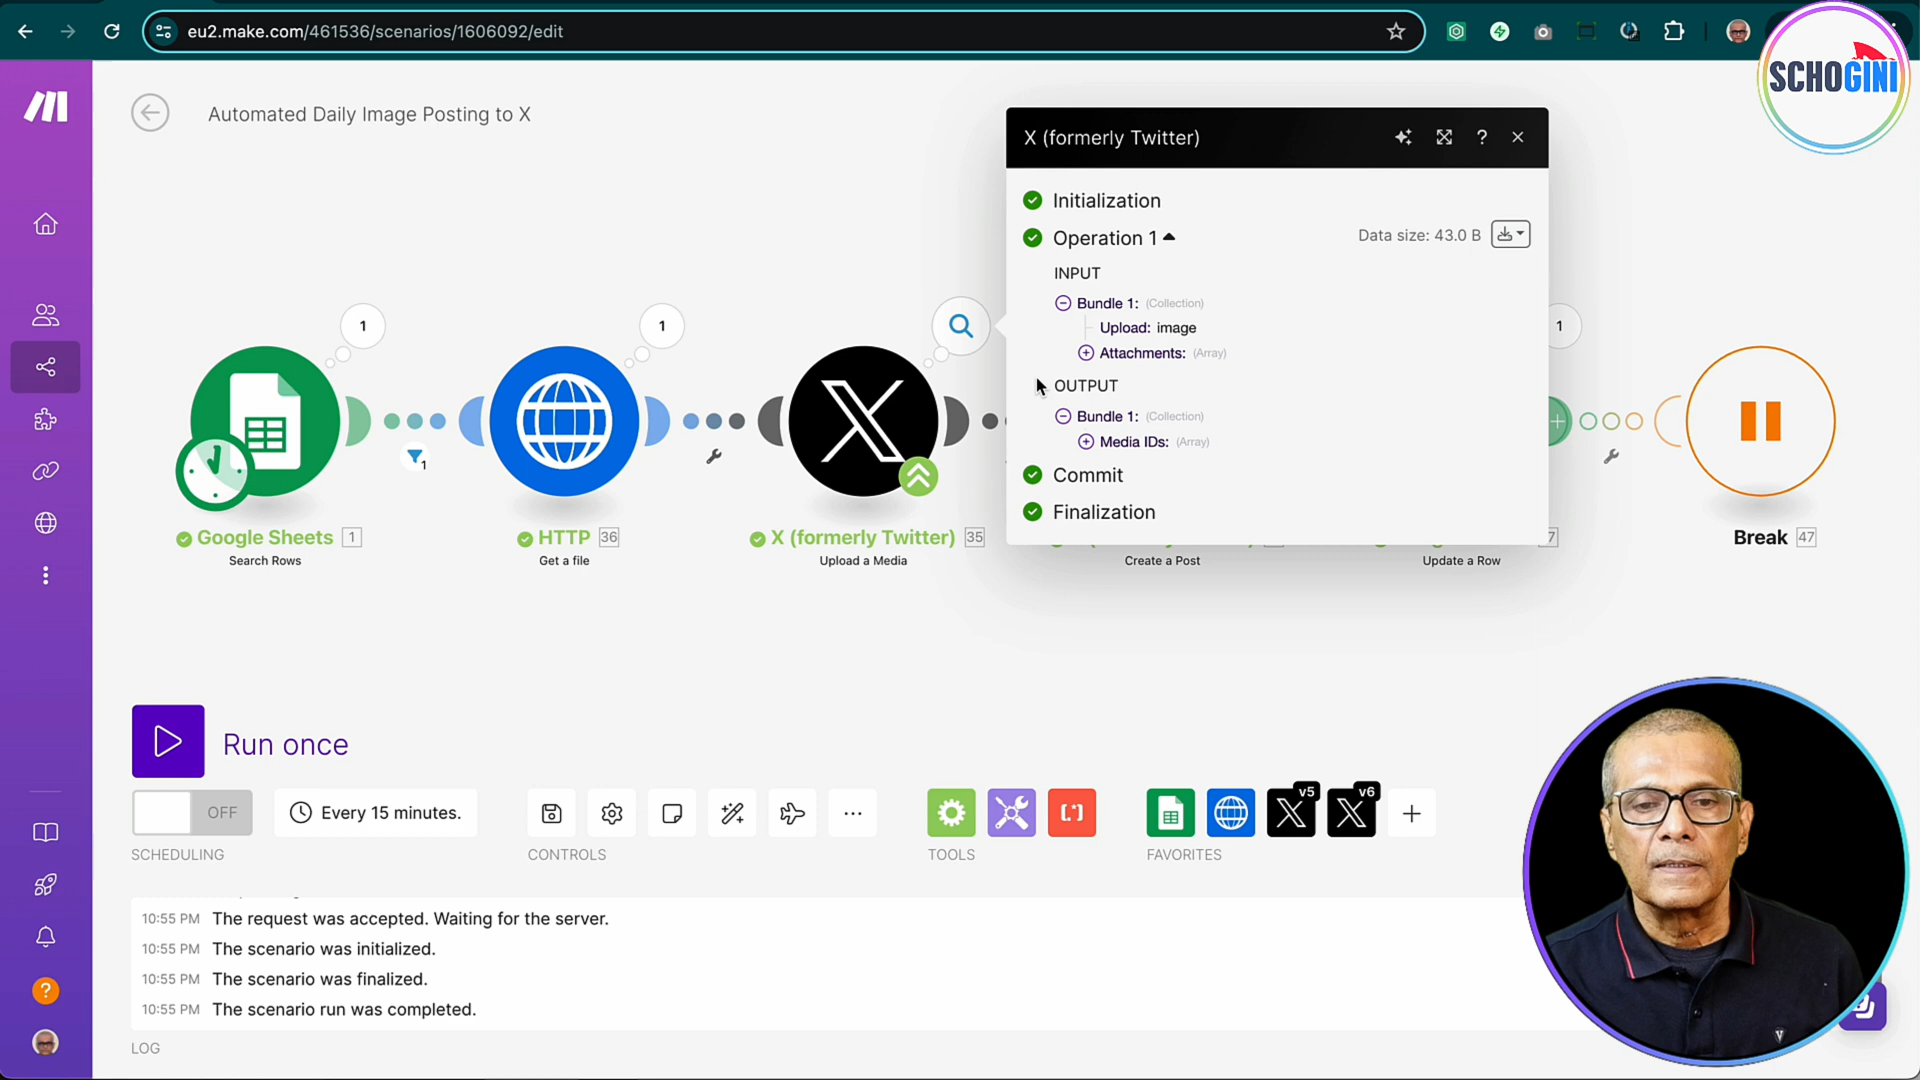 eu2.make.com/461536/scenarios/1606092/edit
SCHOGINI
Automated Daily Image Posting to X
X (formerly Twitter)
?
Initialization
Operation 1
Data size: 43.0 B
INPUT
Bundle 1: (Collection)
Upload: image
Attachments: (Array)
OUTPUT
Bundle 1: (Collection)
Media IDs: (Array)
Commit
Finalization
1
1
1
1
Google Sheets 1
Search Rows
HTTP 36
Get a file
X (formerly Twitter) 35
Upload a Media
Create a Post
Update a Row
Break 47
Run once
OFF
Every 15 minutes.
v5
v6
SCHEDULING
CONTROLS
TOOLS
FAVORITES
10:55 PM The request was accepted. Waiting for the server.
10:55 PM The scenario was initialized.
10:55 PM The scenario was finalized.
10:55 PM The scenario run was completed.
?
LOG